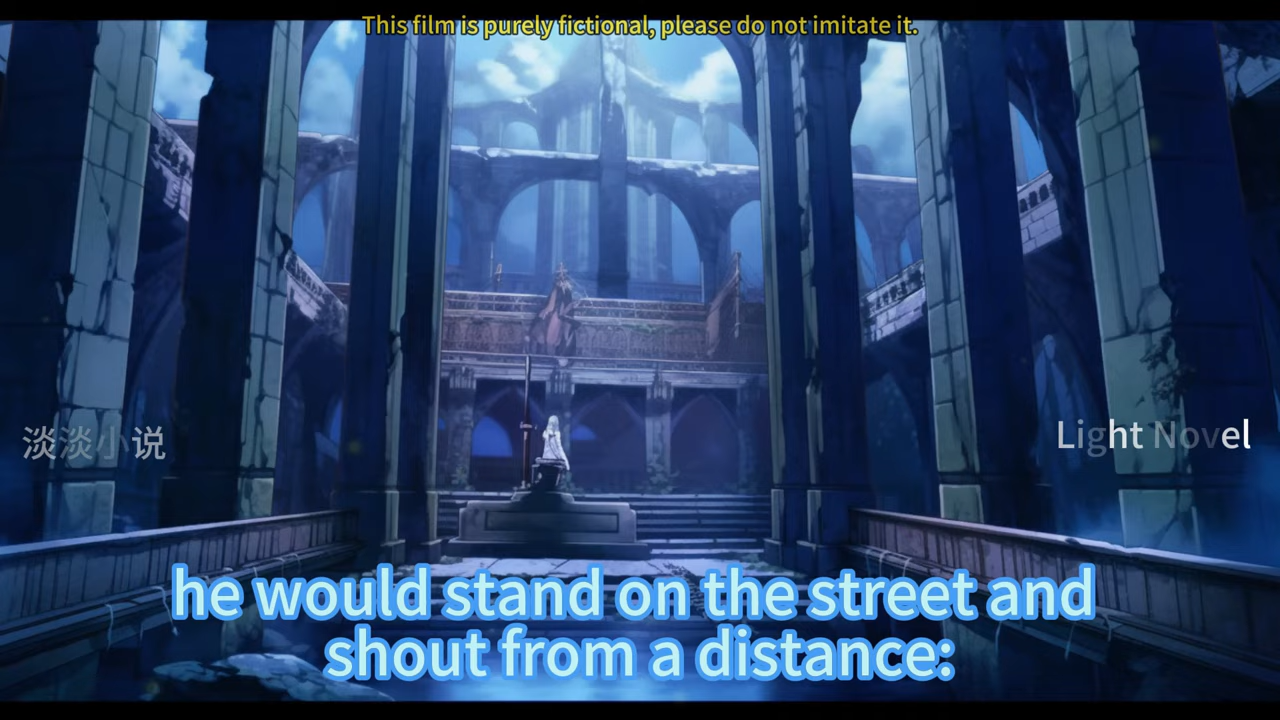 This film is purely fictional, please do not imitate it.
淡淡小说
Light Novel
he would stand on the street and
shout from a distance: